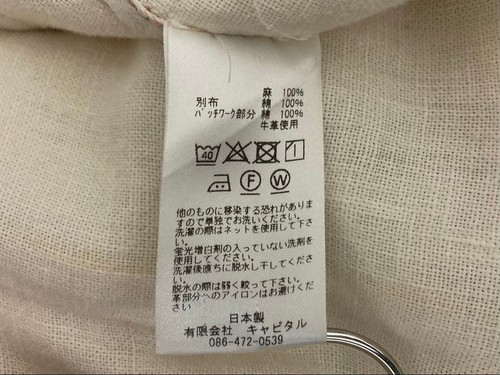 麻 100%
別布 綿 100%
パッチワーク部分 綿 100%
牛革使用
40
F W
他のものに移染する恐れがありま
すので単独でお洗いください。
洗濯の際はネットを使用して下さ
い。
蛍光増白剤の入っていない洗剤を
使用してください。
洗濯後直ちに脱水し干してくださ
い。
脱水の際は弱く絞って下さい。
革部分へのアイロンはお避けくだ
さい
日本製
有限会社 キャピタル
086-472-0539